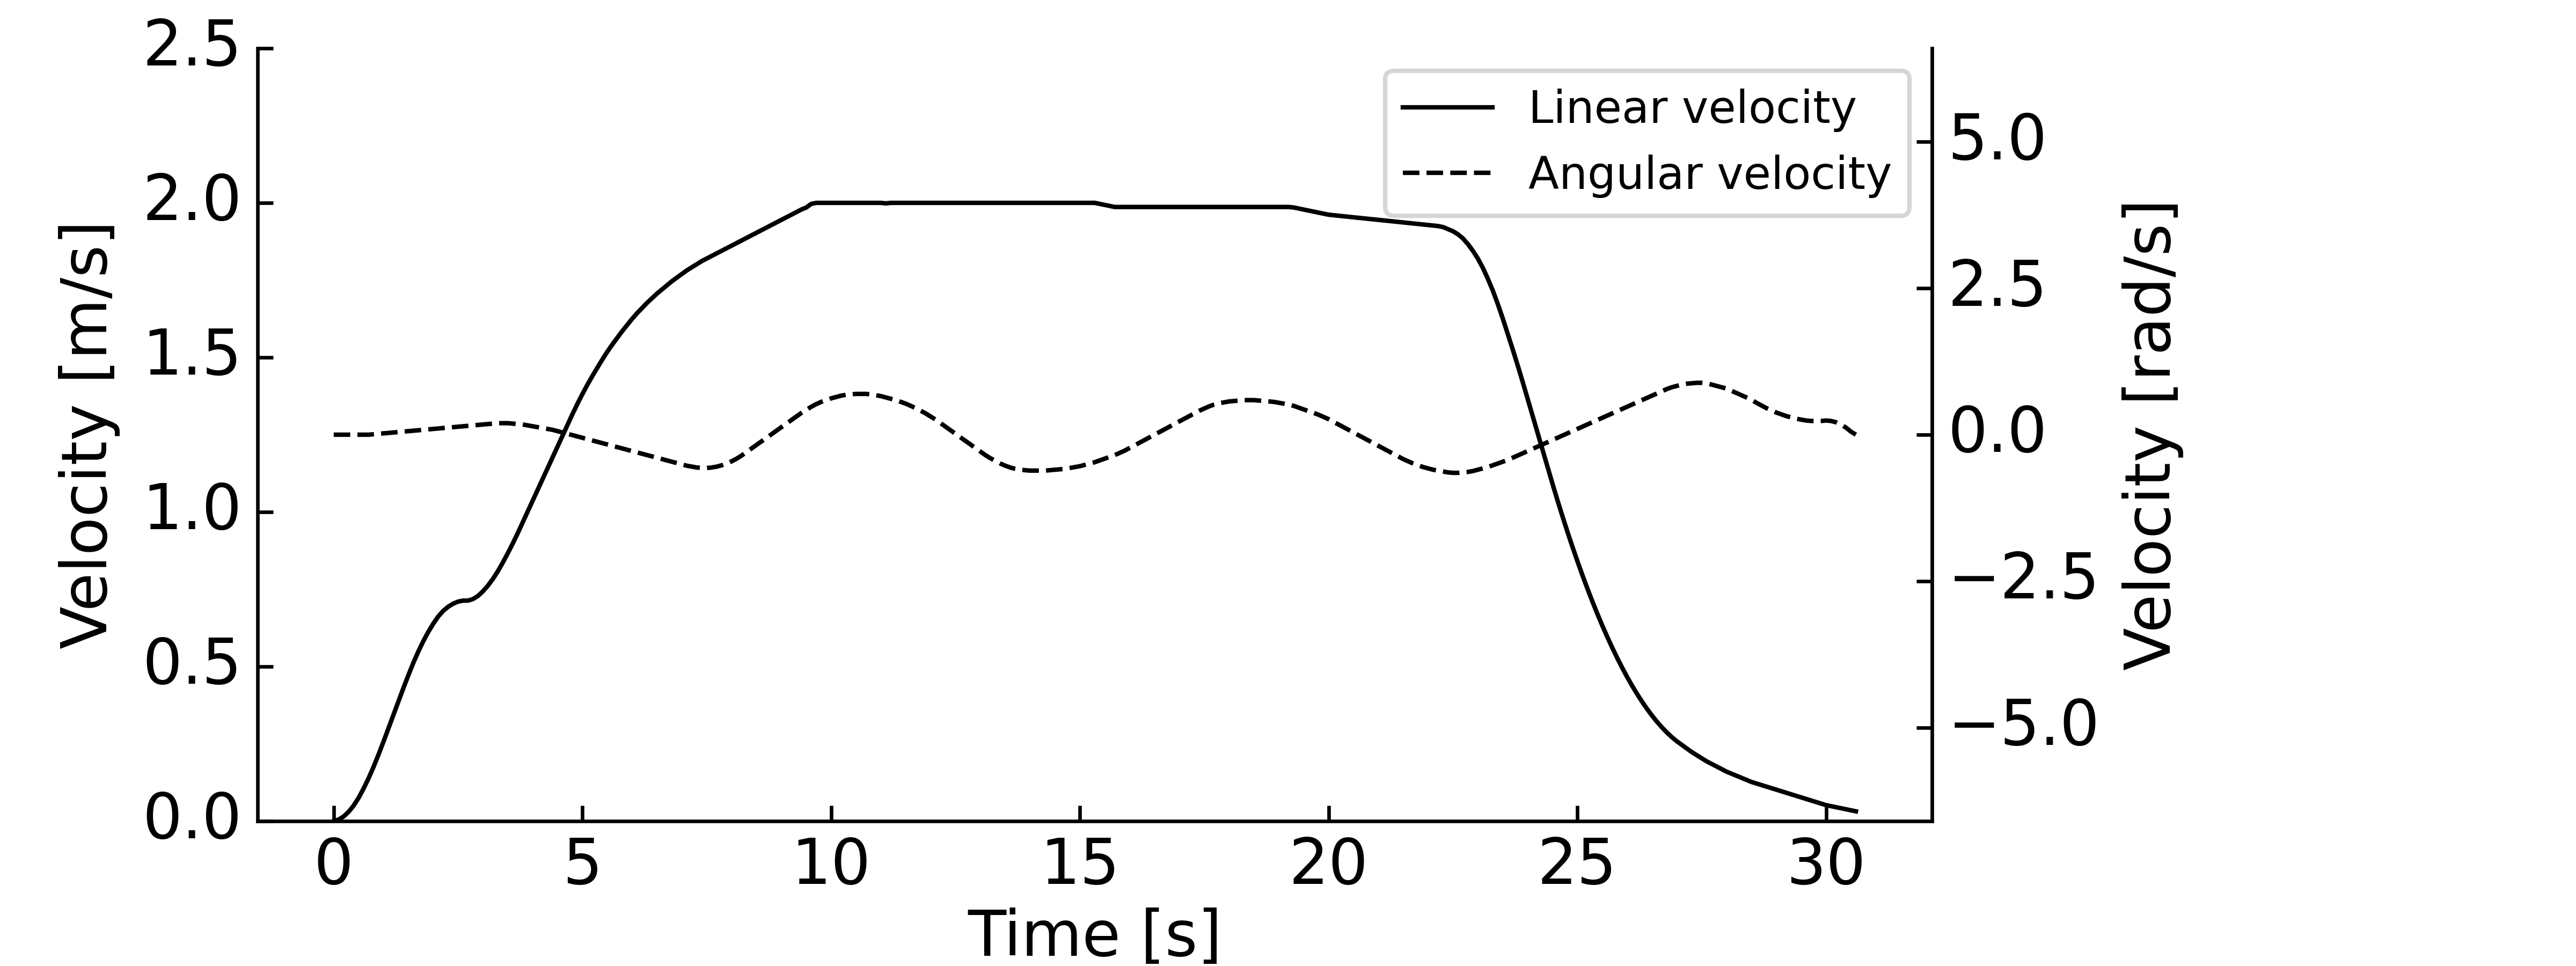 2.5
2.0
1.5
1.0
0.5
0.0
Velocity [m/s]
Linear velocity
Angular velocity
5.0
2.5
0.0
−2.5
−5.0
Velocity [rad/s]
0 5 10 15 20 25 30
Time [s]